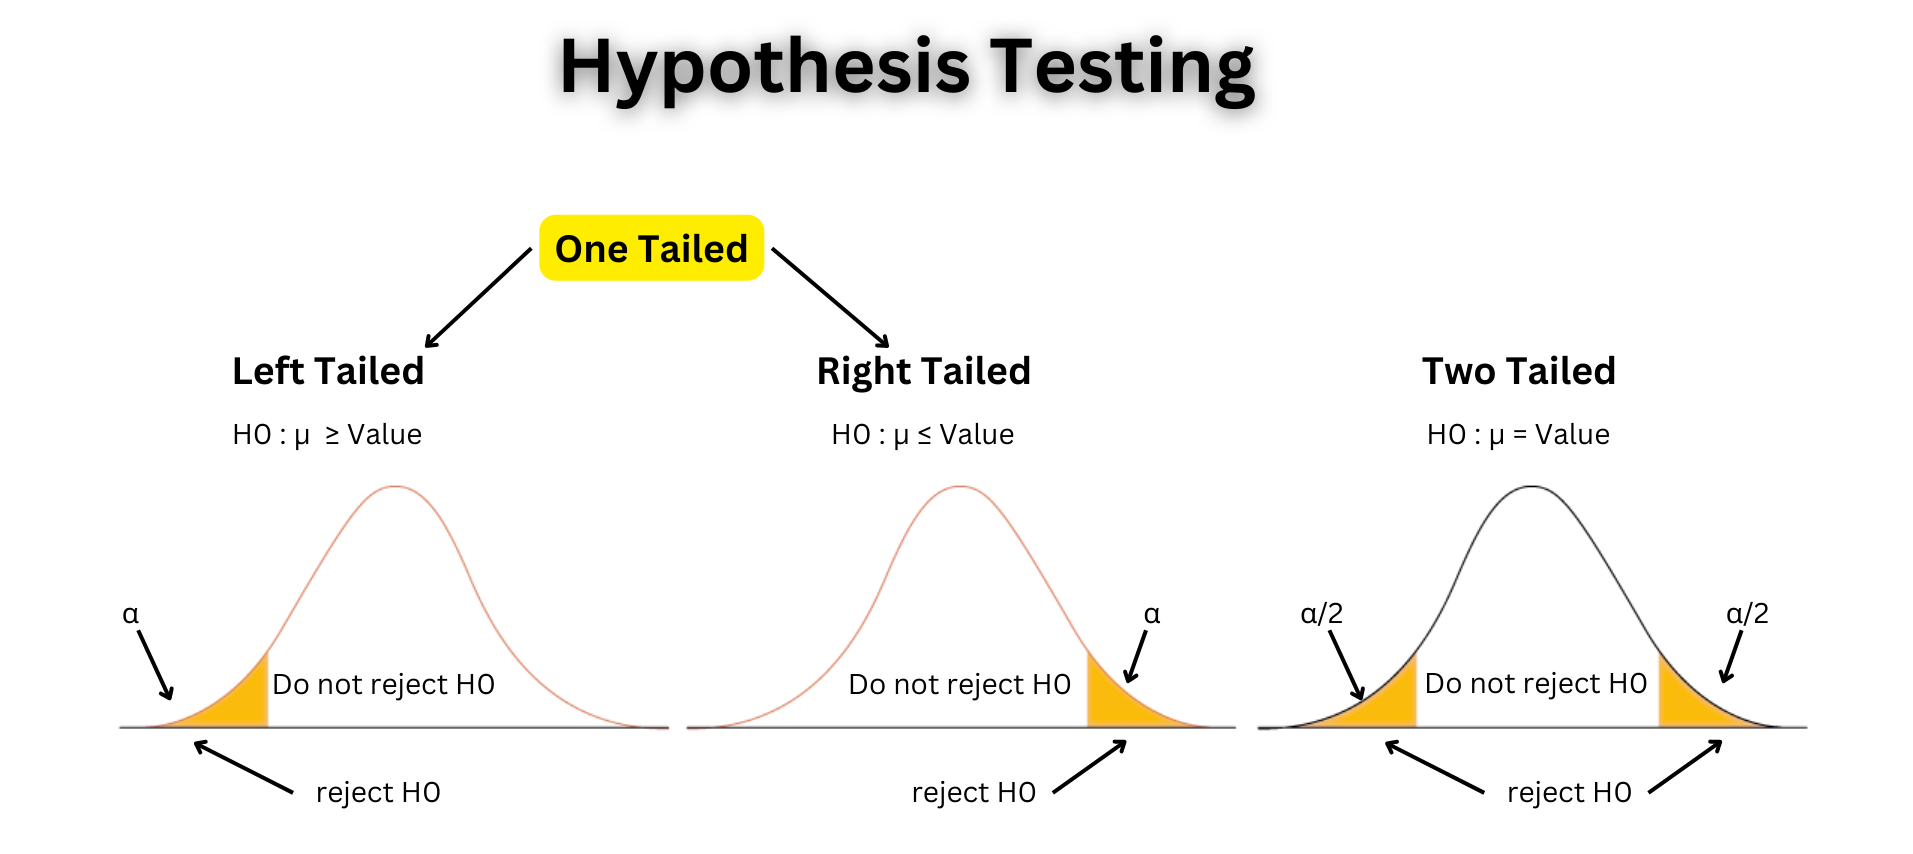 Hypothesis Testing
One Tailed
Left Tailed
H0 : μ ≥ Value
α
Do not reject H0
reject H0
Right Tailed
H0 : μ ≤ Value
α
Do not reject H0
reject H0
Two Tailed
H0 : μ = Value
α/2
α/2
Do not reject H0
reject H0